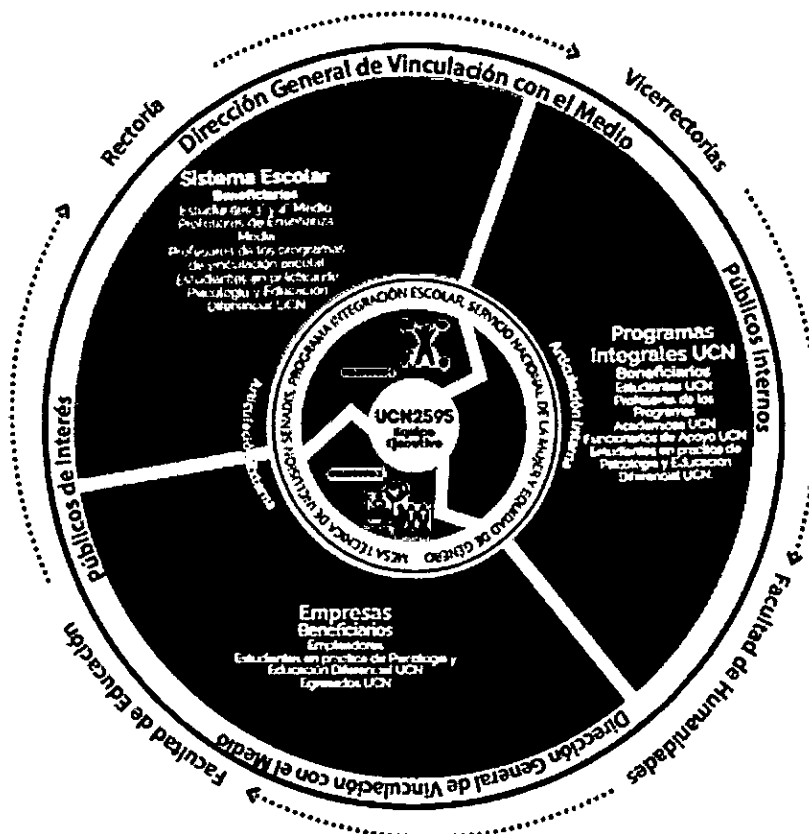 Rectoría
Vicerrectorías
Dirección General de Vinculación con el Medio
Públicos Internos
Públicos de Interés
Sistema Escolar
Beneficiarios
Estudiantes 3° y 4° Medio
Profesores de Enseñanza
Media
Profesores de los programas
de vinculación escolar
Estudiantes en práctica de
Psicología y Educación
Diferencial UCN
Programas
Integrales UCN
Beneficiarios
Estudiantes UCN
Profesores de los
Programas
Académicos UCN
Funcionarios de Apoyo UCN
Estudiantes en práctica de
Psicología y Educación
Diferencial UCN
MESA TÉCNICA DE INCLUSIÓN SENADIS, PROGRAMA INTEGRACIÓN ESCOLAR, SERVICIO NACIONAL DE LA MUJER Y EQUIDAD DE GÉNERO
Articulación Interna
UCN2595
Equipo
Ejecutivo
Empresas
Beneficiarios
Empleadores
Estudiantes en práctica de Psicología y
Educación Diferencial UCN
Egresados UCN
Dirección General de Vinculación con el Medio
Facultad de Educación
Facultad de Humanidades